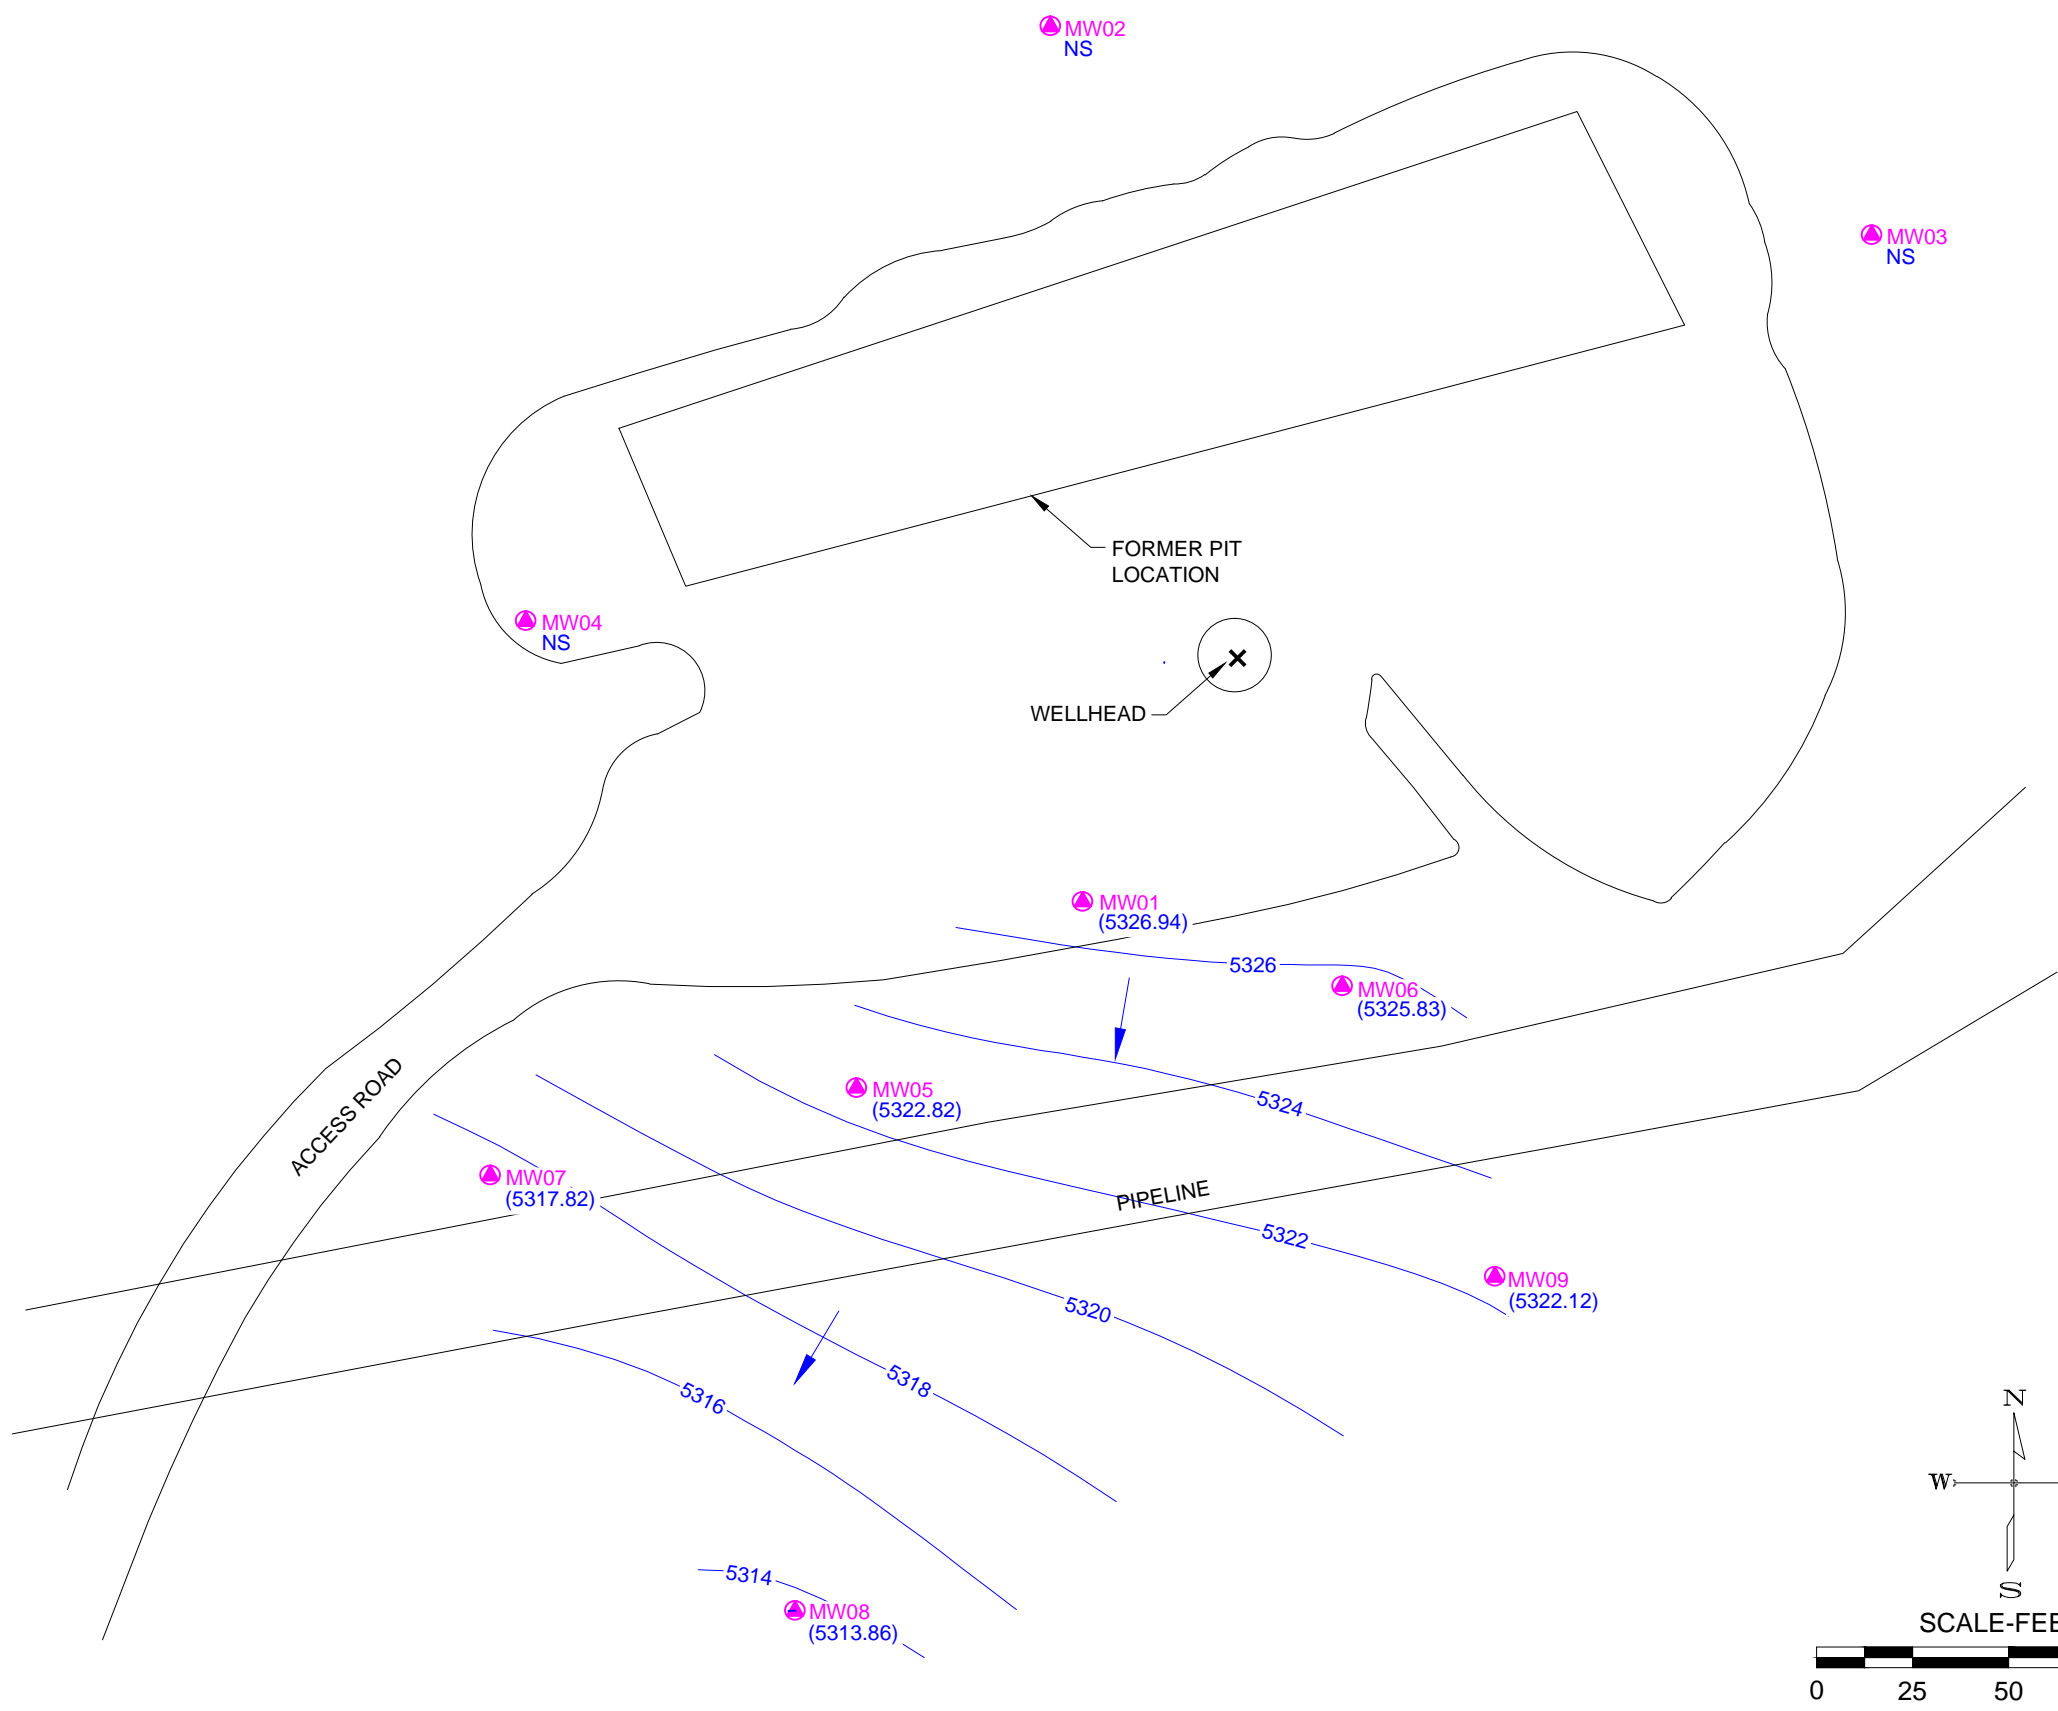 MW02
NS
MW03
NS
FORMER PIT
LOCATION
MW04
NS
WELLHEAD
MW01
(5326.94)
5326
MW06
(5325.83)
ACCESS ROAD
MW05
(5322.82)
5324
MW07
(5317.82)
PIPELINE
5322
MW09
(5322.12)
5320
5318
5316
N
W
S
5314
MW08
(5313.86)
SCALE-FEE
0 25 50